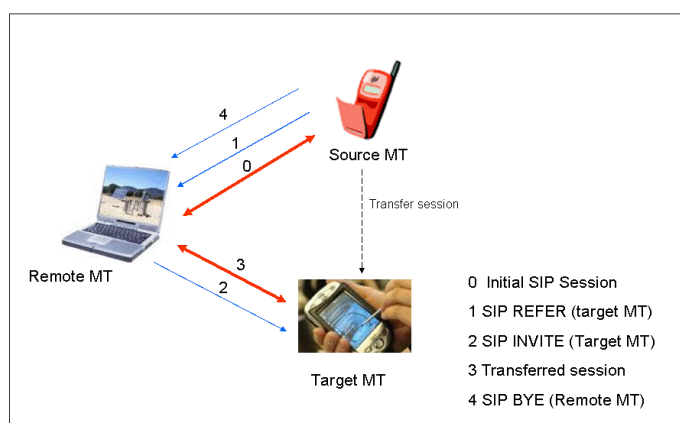 4
1
0
Source MT
Transfer session
Remote MT
3
2
Target MT
0 Initial SIP Session
1 SIP REFER (target MT)
2 SIP INVITE (Target MT)
3 Transferred session
4 SIP BYE (Remote MT)